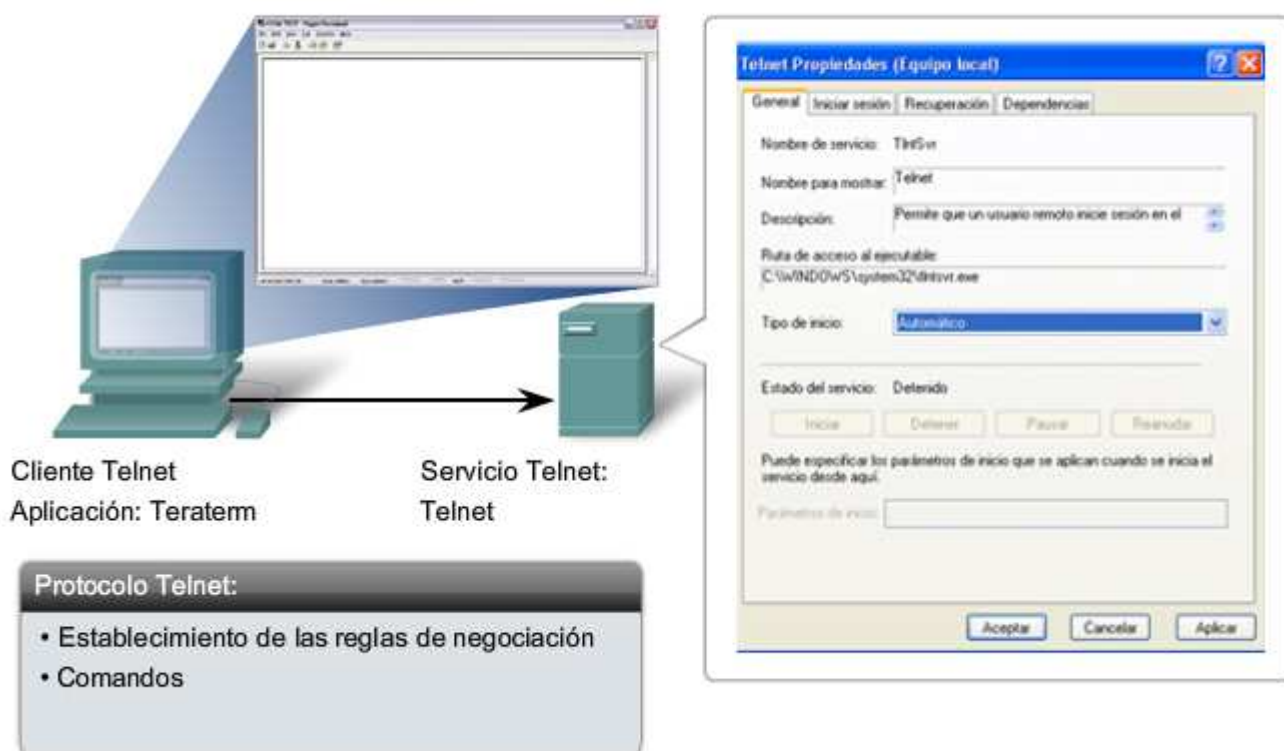 Telnet Propiedades (Equipo local)
General
Iniciar sesión
Recuperación
Dependencias
Nombre de servicio: TlntSvr
Nombre para mostrar: Telnet
Descripción: Permite que un usuario remoto inicie sesión en el
Ruta de acceso al ejecutable:
C:\WINDOWS\system32\tlntsvr.exe
Tipo de inicio: Automático
Estado del servicio: Detenido
Iniciar
Detener
Pausar
Reanudar
Puede especificar los parámetros de inicio que se aplican cuando se inicia el
servicio desde aquí.
Parámetros de inicio:
Aceptar
Cancelar
Aplicar
Cliente Telnet
Aplicación: Teraterm
Servicio Telnet:
Telnet
Protocolo Telnet:
• Establecimiento de las reglas de negociación
• Comandos